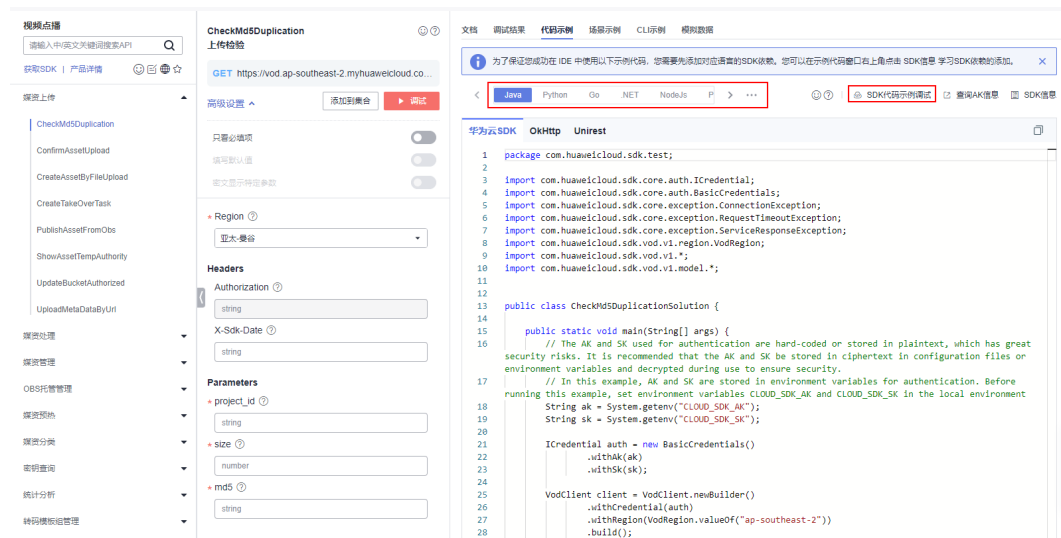 视频点播
请输入中/英文关键词搜索API
获取SDK | 产品详情
媒资上传
CheckMd5Duplication
ConfirmAssetUpload
CreateAssetByFileUpload
CreateTakeOverTask
PublishAssetFromObs
ShowAssetTempAuthority
UpdateBucketAuthorized
UploadMetaDataByUrl
媒资处理
媒资管理
OBS托管管理
媒资预热
媒资分类
密钥查询
统计分析
转码模板组管理
CheckMd5Duplication
上传检验
GET https://vod.ap-southeast-2.myhuaweicloud.co...
高级设置
添加到集合
调试
只看必填项
填写默认值
密文显示特定参数
* Region
亚太-曼谷
Headers
Authorization
string
X-Sdk-Date
string
Parameters
* project_id
string
* size
number
* md5
string
文档 调试结果 代码示例 场景示例 CLI示例 模拟数据
为了保证您成功在 IDE 中使用以下示例代码，您需要先添加对应语言的SDK依赖。您可以在示例代码窗口右上角点击 SDK信息 学习SDK依赖的添加。
Java Python Go .NET NodeJs P ...
SDK代码示例调试 查询AK信息 SDK信息
华为云SDK OkHttp Unirest
1 package com.huaweicloud.sdk.test;
2
3 import com.huaweicloud.sdk.core.auth.ICredential;
4 import com.huaweicloud.sdk.core.auth.BasicCredentials;
5 import com.huaweicloud.sdk.core.exception.ConnectionException;
6 import com.huaweicloud.sdk.core.exception.RequestTimeoutException;
7 import com.huaweicloud.sdk.core.exception.ServiceResponseException;
8 import com.huaweicloud.sdk.vod.v1.region.VodRegion;
9 import com.huaweicloud.sdk.vod.v1.*;
10 import com.huaweicloud.sdk.vod.v1.model.*;
11
12
13 public class CheckMd5DuplicationSolution {
14
15 public static void main(String[] args) {
16 // The AK and SK used for authentication are hard-coded or stored in plaintext, which has great
security risks. It is recommended that the AK and SK be stored in ciphertext in configuration files or
environment variables and decrypted during use to ensure security.
17 // In this example, AK and SK are stored in environment variables for authentication. Before
running this example, set environment variables CLOUD_SDK_AK and CLOUD_SDK_SK in the local environment
18 String ak = System.getenv("CLOUD_SDK_AK");
19 String sk = System.getenv("CLOUD_SDK_SK");
20
21 ICredential auth = new BasicCredentials()
22 .withAk(ak)
23 .withSk(sk);
24
25 VodClient client = VodClient.newBuilder()
26 .withCredential(auth)
27 .withRegion(VodRegion.valueOf("ap-southeast-2"))
28 .build();